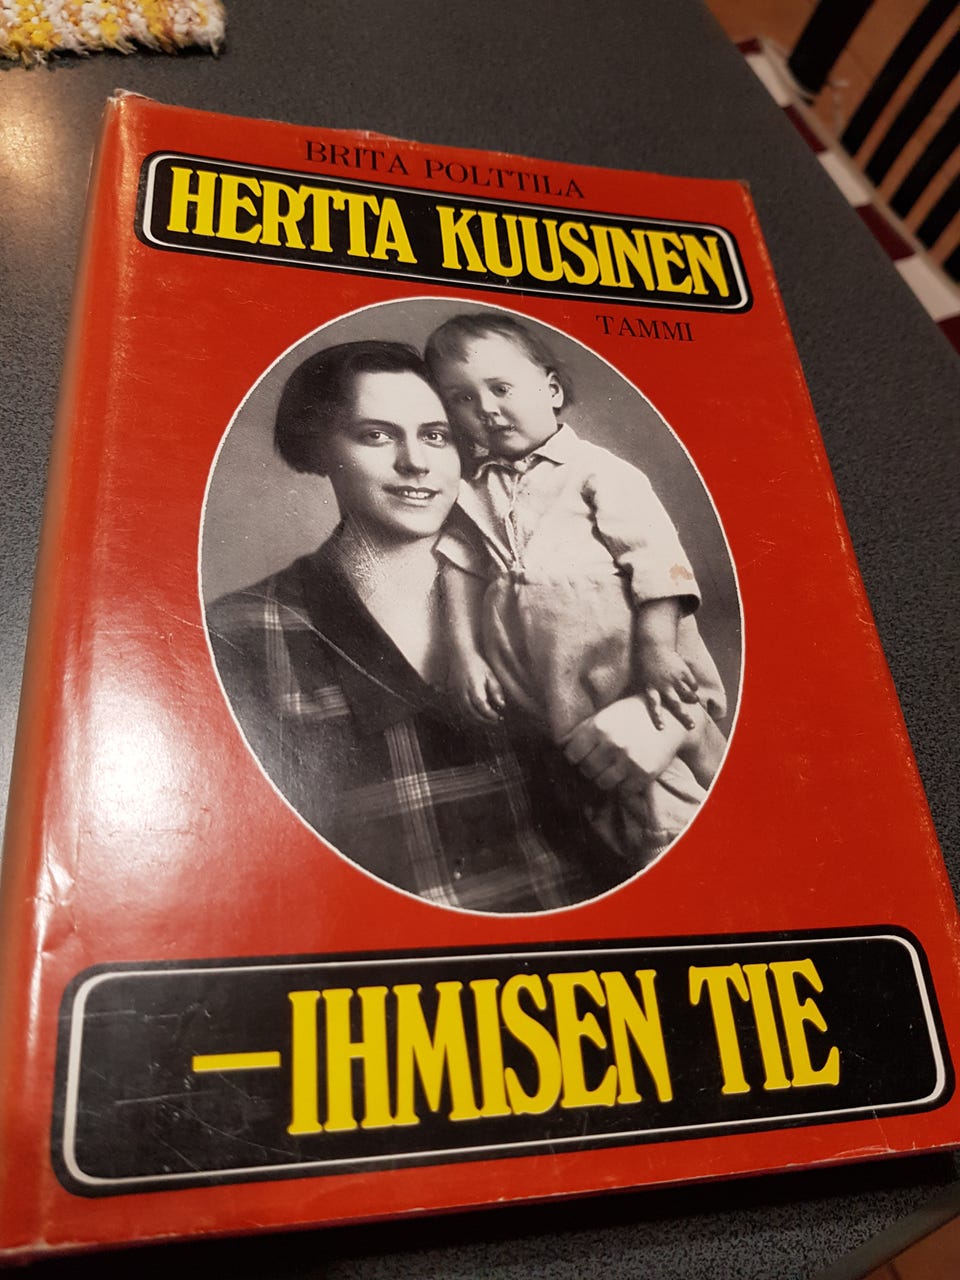 BRITA POLTTILA
HERTTA KUUSINEN
TAMMI
–IHMISEN TIE